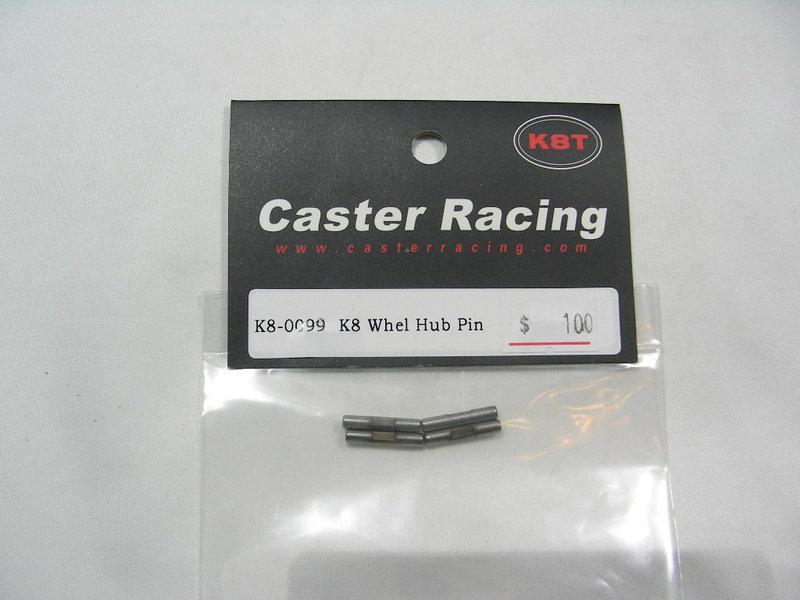 K8T
Caster Racing
www.casterracing.com
K8-0099 K8 Whel Hub Pin $ 100